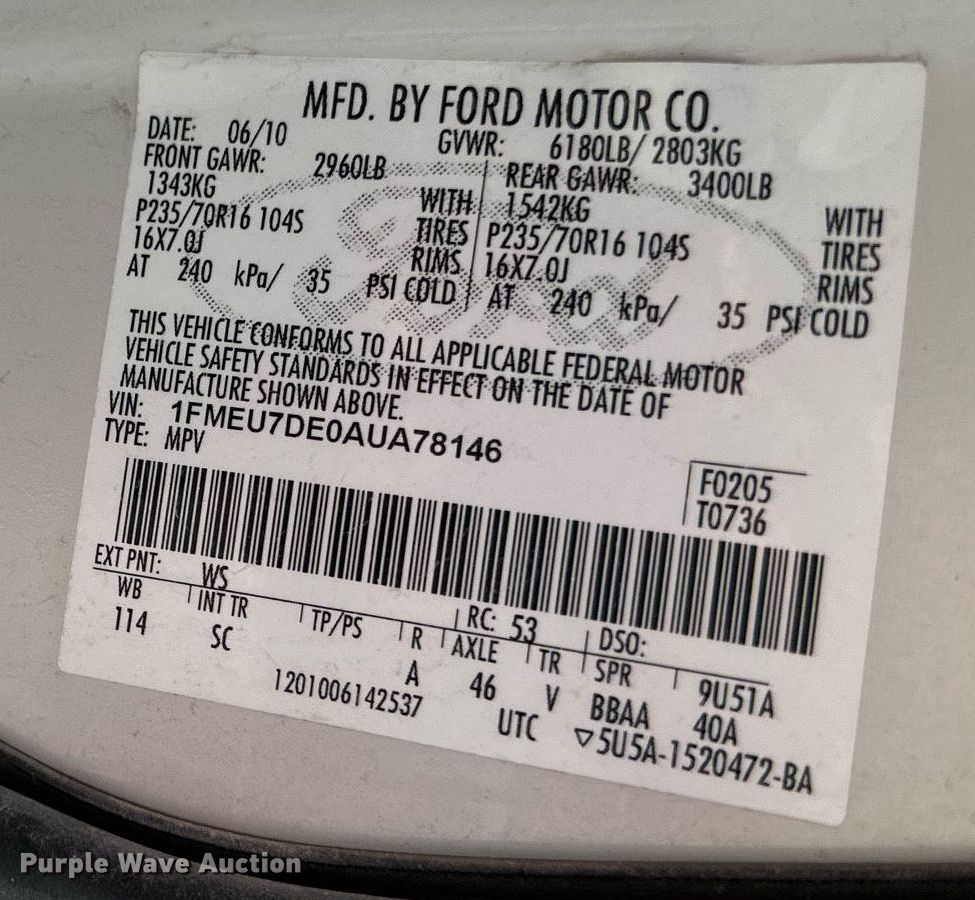 MFD. BY FORD MOTOR CO.
DATE: 06/10 GVWR: 6180LB/ 2803KG
FRONT GAWR: 2960LB REAR GAWR: 3400LB
1343KG WITH 1542KG WITH
P235/70R16 104S TIRES P235/70R16 104S TIRES
16X7.0J RIMS 16X7.0J RIMS
AT 240 kPa/ 35 PSI COLD AT 240 kPa/ 35 PSI COLD
THIS VEHICLE CONFORMS TO ALL APPLICABLE FEDERAL MOTOR
VEHICLE SAFETY STANDARDS IN EFFECT ON THE DATE OF
MANUFACTURE SHOWN ABOVE.
VIN: 1FMEU7DE0AUA78146
TYPE: MPV
F0205
T0736
EXT PNT: WS RC: 53 DSO:
WB INT TR TP/PS R AXLE TR SPR 9U51A
114 SC A 46 V BBAA 40A
1201006142537 UTC ▽5U5A-1520472-BA
Ford
Purple Wave Auction